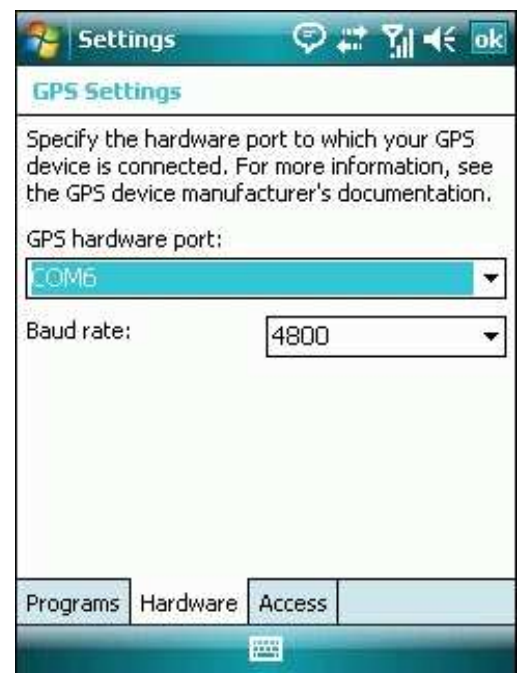 Settings
ok
GPS Settings
Specify the hardware port to which your GPS
device is connected. For more information, see
the GPS device manufacturer's documentation.
GPS hardware port:
COM6
Baud rate:
4800
Programs
Hardware
Access